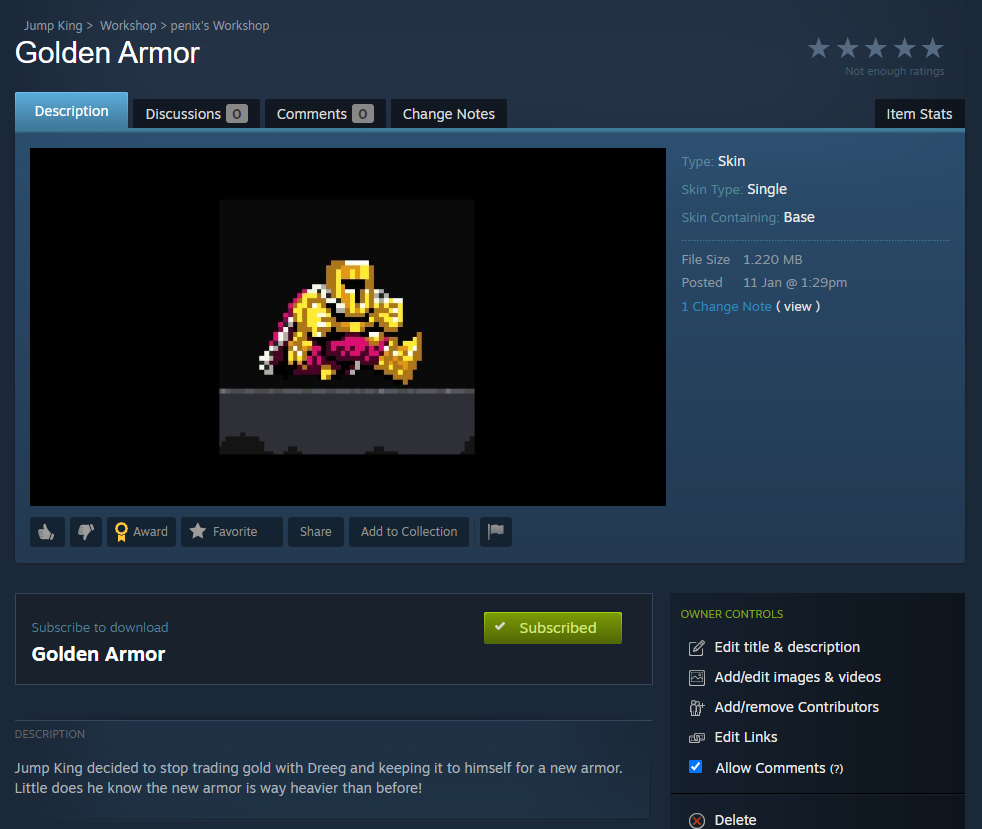 Jump King > Workshop > penix's Workshop
Golden Armor
Not enough ratings
Description
Discussions 0
Comments 0
Change Notes
Item Stats
Type: Skin
Skin Type: Single
Skin Containing: Base
File Size 1.220 MB
Posted 11 Jan @ 1:29pm
1 Change Note ( view )
Award
Favorite
Share
Add to Collection
Subscribe to download
Golden Armor
Subscribed
OWNER CONTROLS
Edit title & description
Add/edit images & videos
Add/remove Contributors
Edit Links
Allow Comments (?)
Delete
DESCRIPTION
Jump King decided to stop trading gold with Dreeg and keeping it to himself for a new armor.
Little does he know the new armor is way heavier than before!